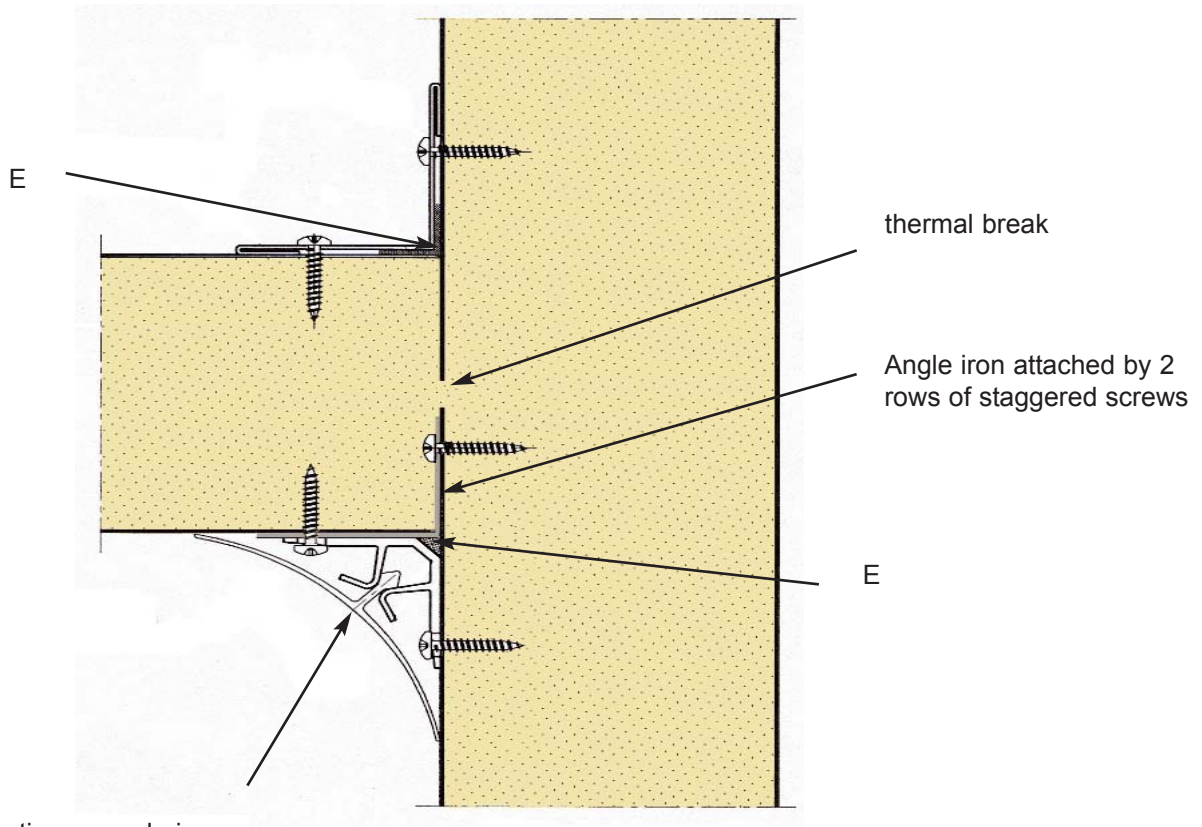 E
thermal break
Angle iron attached by 2
rows of staggered screws
E